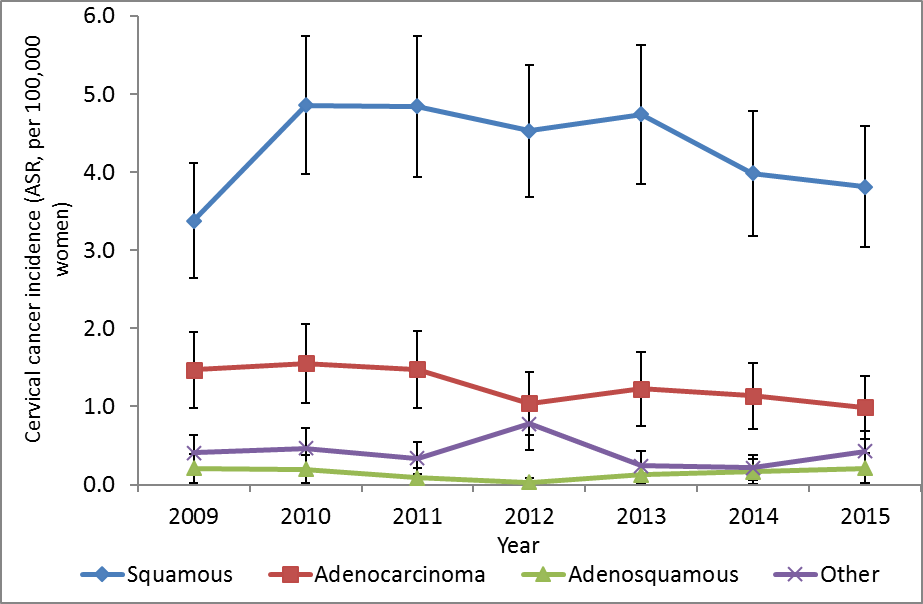 6.0
5.0
4.0
3.0
2.0
1.0
0.0
Cervical cancer incidence (ASR, per 100,000
women)
2009 2010 2011 2012 2013 2014 2015
Year
Squamous Adenocarcinoma Adenosquamous Other